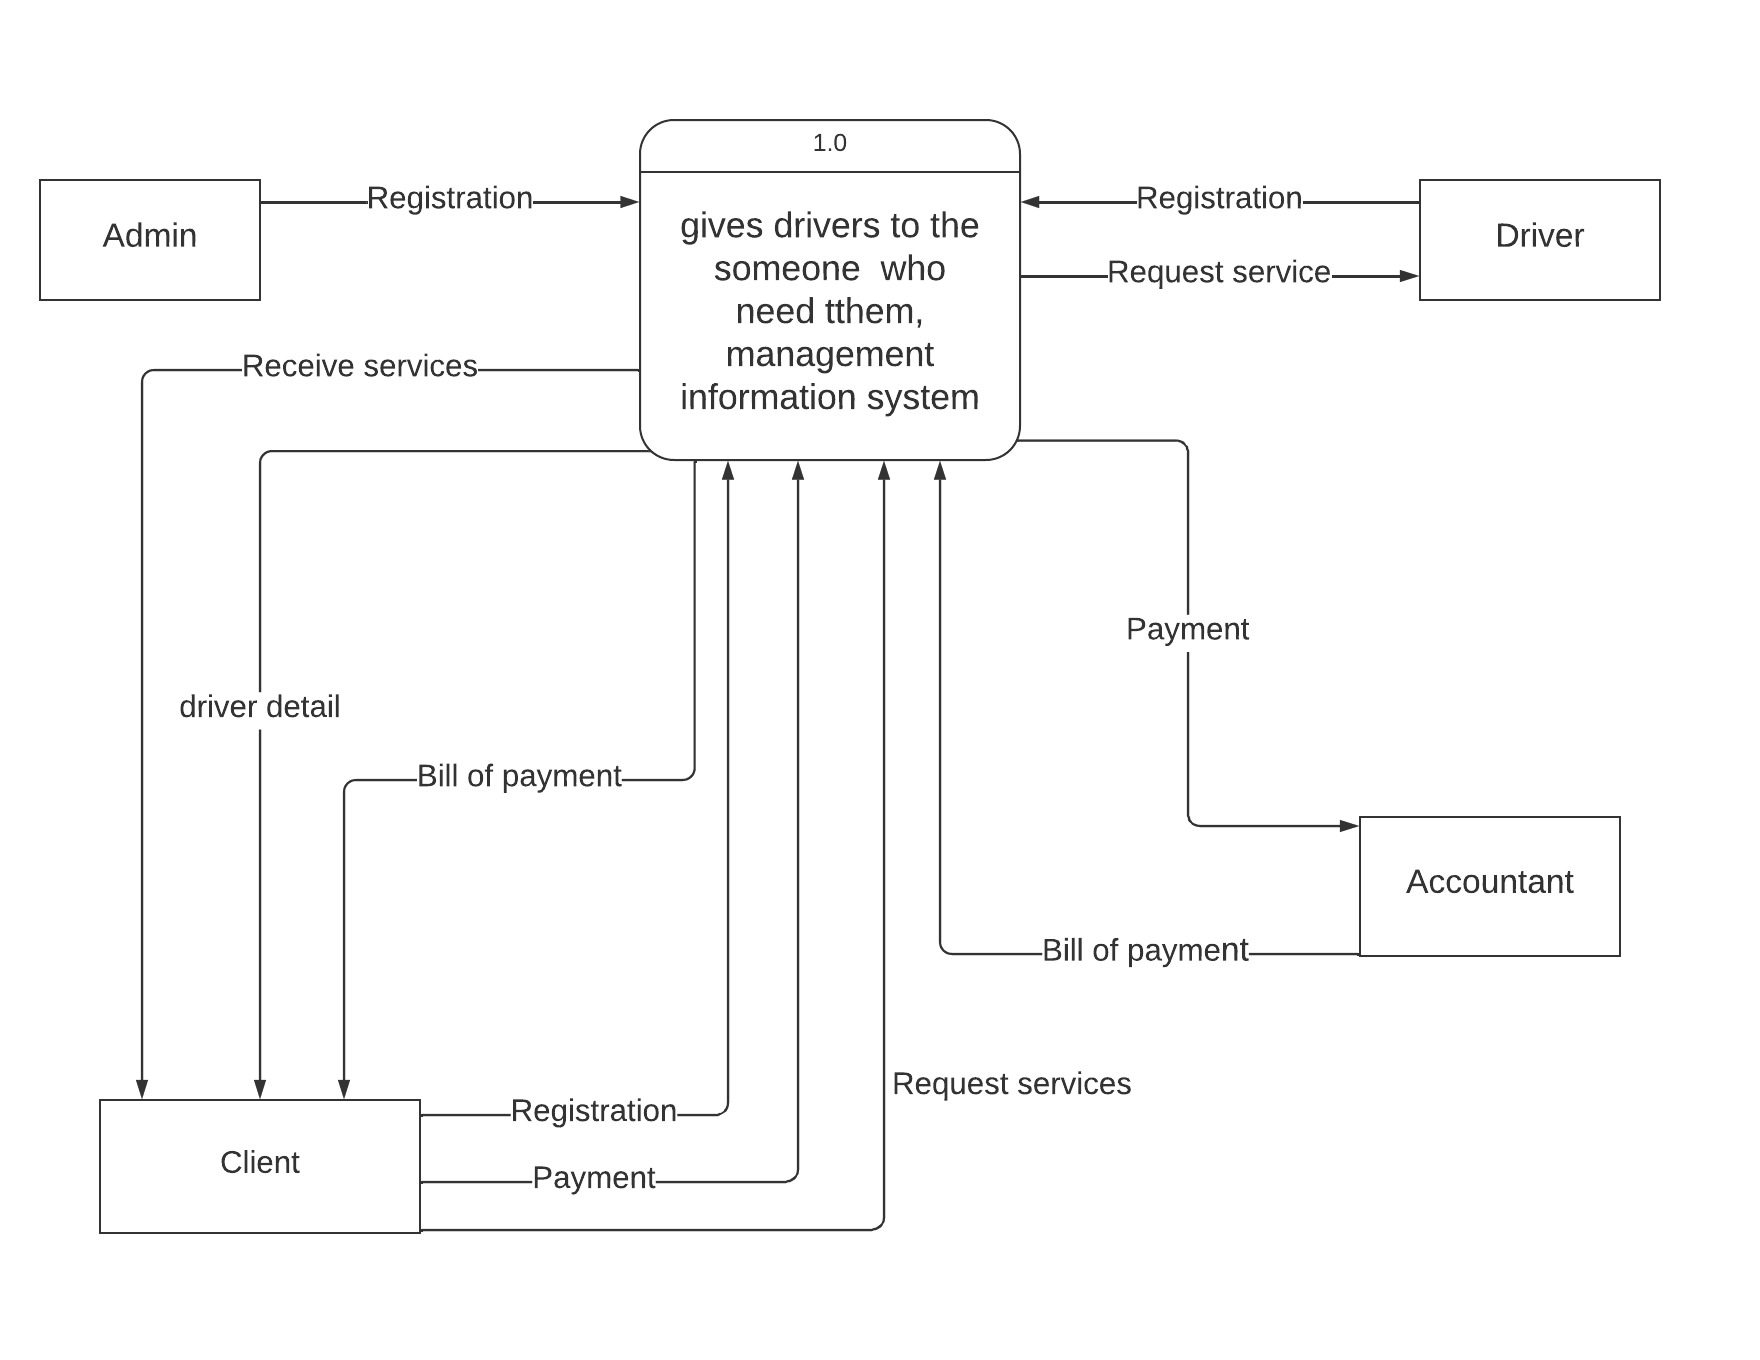 1.0
Admin
Registration
Registration
Driver
gives drivers to the
someone  who
need tthem,
management
information system
Request service
Receive services
Payment
driver detail
Bill of payment
Accountant
Bill of payment
Request services
Registration
Client
Payment